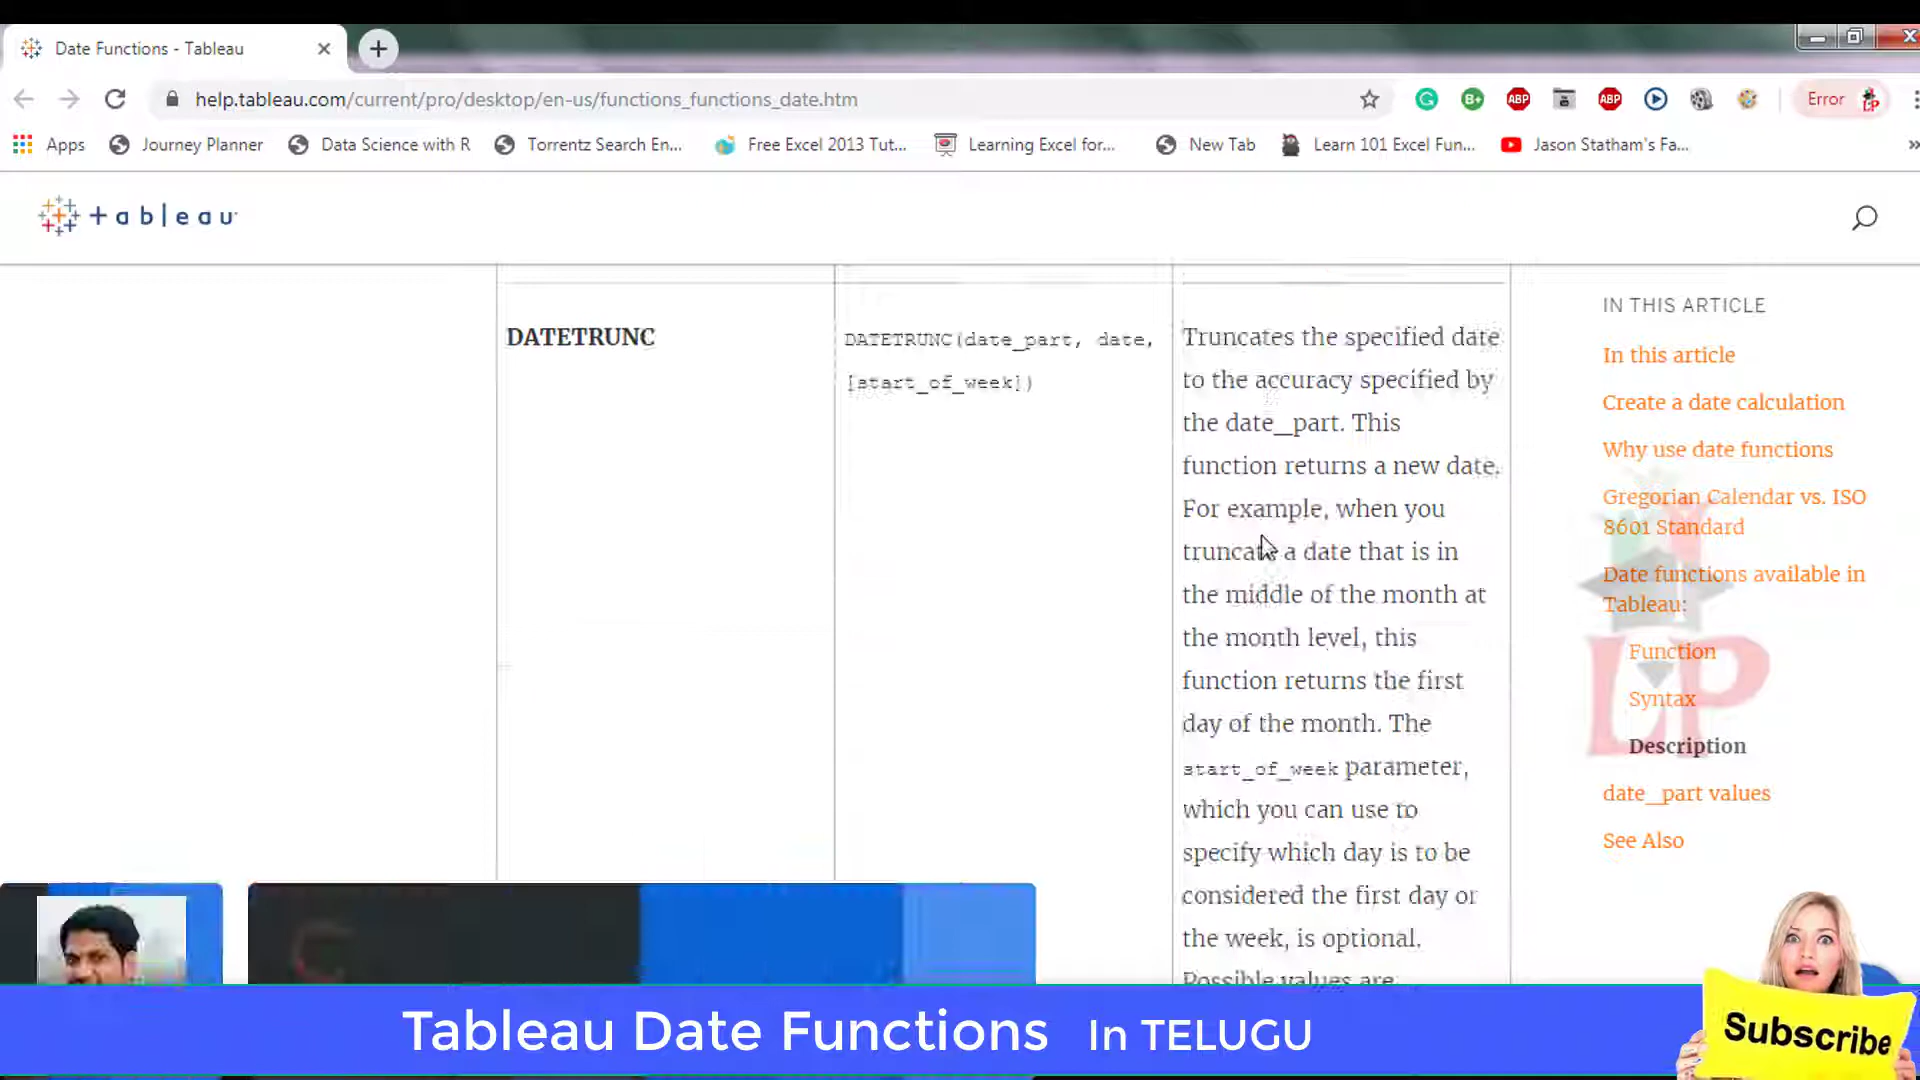 Date Functions - Tableau
help.tableau.com/current/pro/desktop/en-us/functions_functions_date.htm
ABP
ABP
Error
Apps
Journey Planner
Data Science with R
Torrentz Search En...
Free Excel 2013 Tut...
Learning Excel for...
New Tab
Learn 101 Excel Fun...
Jason Statham's Fa...
+ a b | e a u
DATETRUNC
DATETRUNC(date_part, date,
[start_of_week])
Truncates the specified date
to the accuracy specified by
the date_part. This
function returns a new date.
For example, when you
truncate a date that is in
the middle of the month at
the month level, this
function returns the first
day of the month. The
start_of_week parameter,
which you can use to
specify which day is to be
considered the first day or
the week, is optional.
Possible values are
IN THIS ARTICLE
In this article
Create a date calculation
Why use date functions
Gregorian Calendar vs. ISO
8601 Standard
Date functions available in
Tableau:
Function
Syntax
Description
date_part values
See Also
LP
Tableau Date Functions In TELUGU
Subscribe